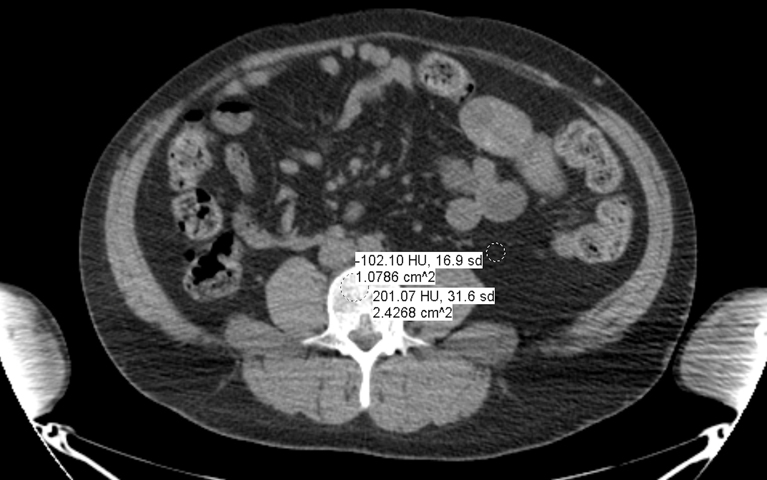 -102.10 HU, 16.9 sd
1.0786 cm^2
201.07 HU, 31.6 sd
2.4268 cm^2